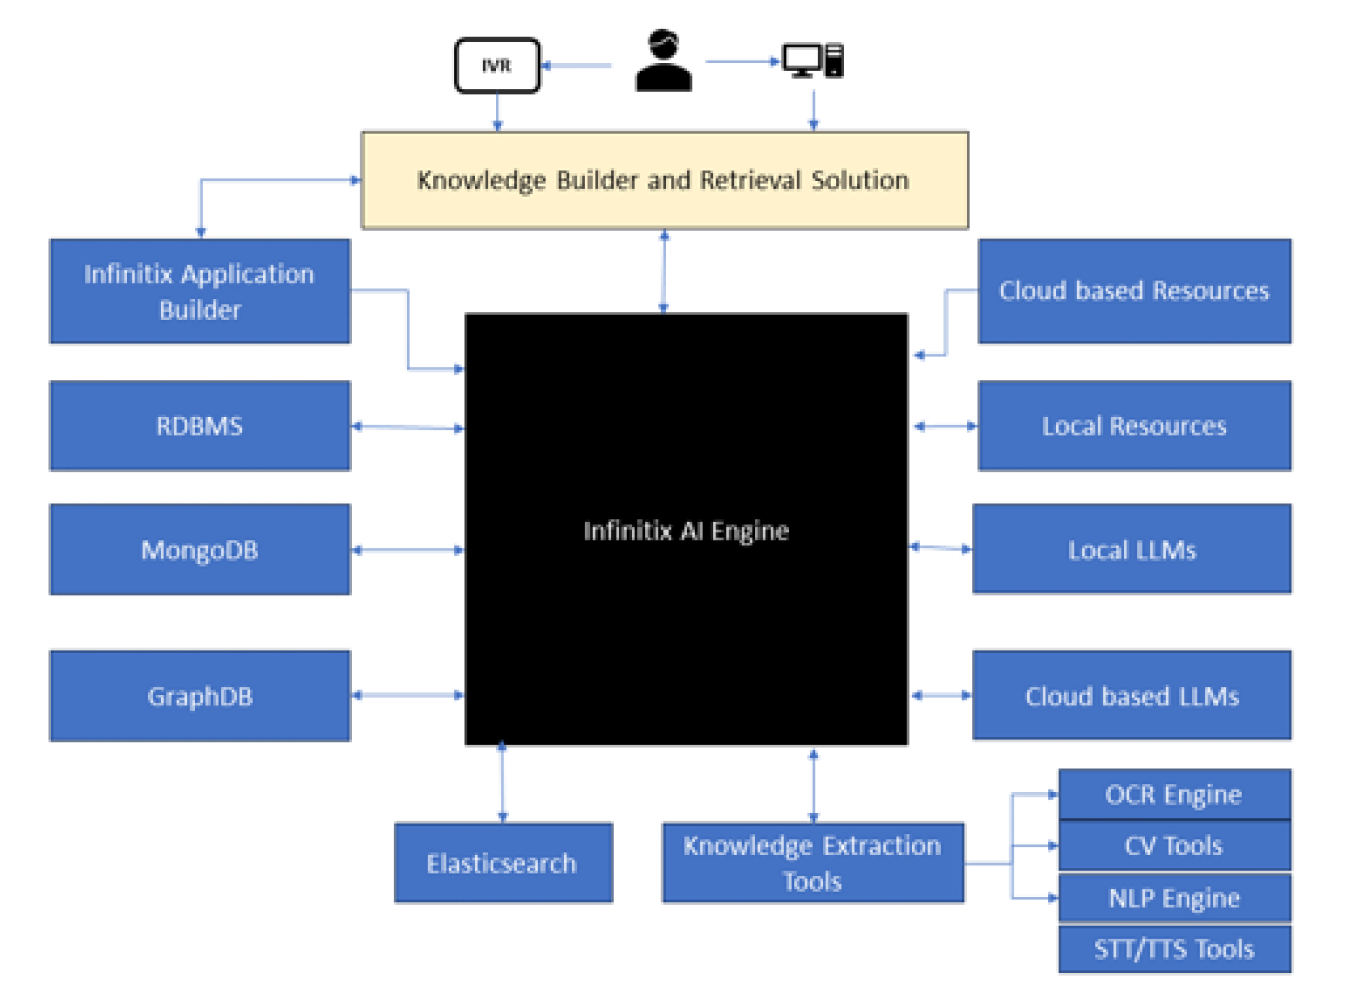 IVR
Knowledge Builder and Retrieval Solution
Infinitix Application
Builder
Cloud based Resources
RDBMS
Local Resources
Infinitix AI Engine
MongoDB
Local LLMs
GraphDB
Cloud based LLMs
Elasticsearch
Knowledge Extraction
Tools
OCR Engine
CV Tools
NLP Engine
STT/TTS Tools